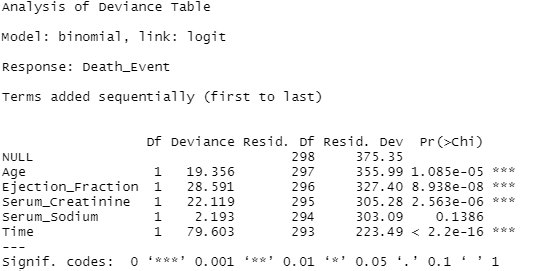 Analysis of Deviance Table
Model: binomial, link: logit
Response: Death_Event
Terms added sequentially (first to last)
Df Deviance Resid. Df Resid. Dev Pr(>Chi)
NULL 298 375.35
Age 1 19.356 297 355.99 1.085e-05 ***
Ejection_Fraction 1 28.591 296 327.40 8.938e-08 ***
Serum_Creatinine 1 22.119 295 305.28 2.563e-06 ***
Serum_Sodium 1 2.193 294 303.09 0.1386
Time 1 79.603 293 223.49 < 2.2e-16 ***
---
Signif. codes: 0 ‘***’ 0.001 ‘**’ 0.01 ‘*’ 0.05 ‘.’ 0.1 ‘ ’ 1